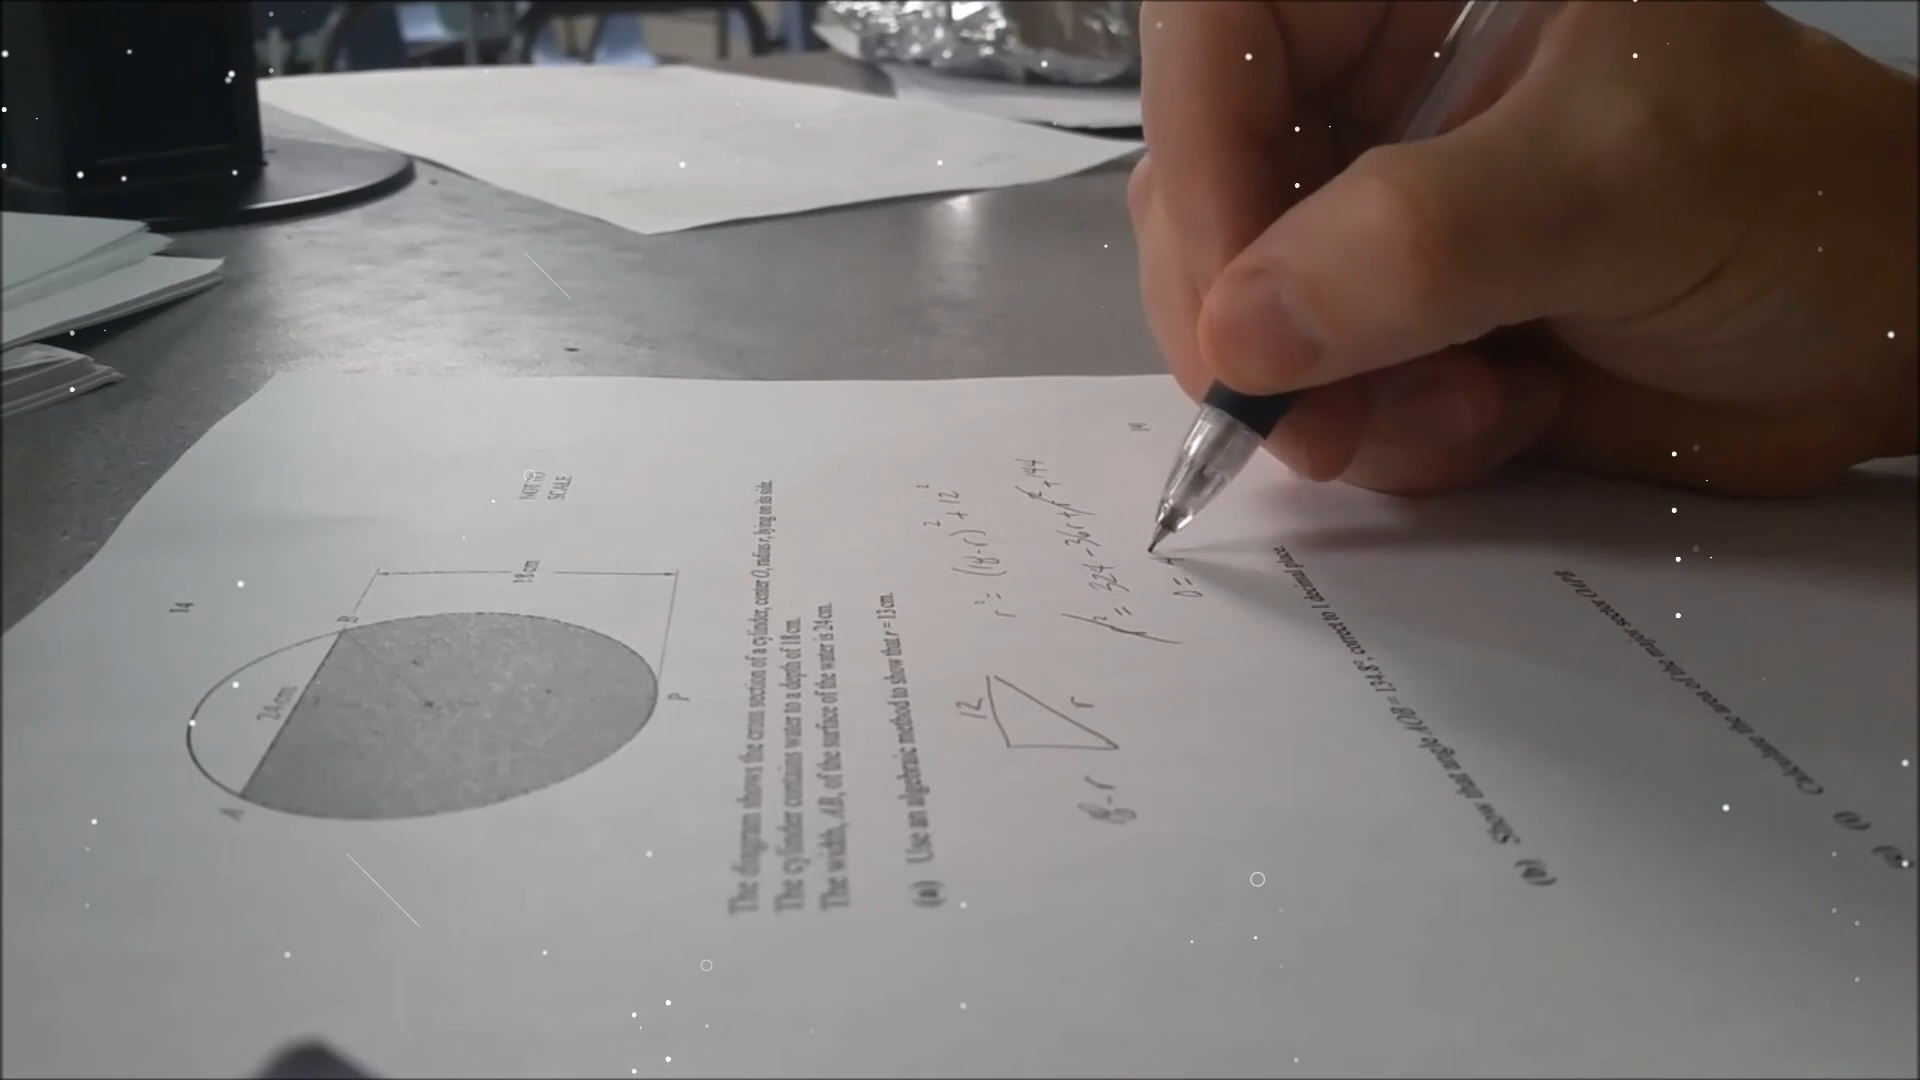 14
A
B
24 cm
18 cm
P
NOT TO
SCALE
The diagram shows the cross section of a cylinder, center O, radius r, lying on its side.
The cylinder contains water to a depth of 18 cm.
The width, AB, of the surface of the water is 24 cm.
(a) Use an algebraic method to show that r = 13 cm.
12
r
18-r
r² = (18-r)² + 12²
r² = 324 - 36r + r² + 144
0 =
(b) Show that angle AOB = 134.8°, correct to 1 decimal place.
(c) (i) Calculate the area of the major sector OAPB.